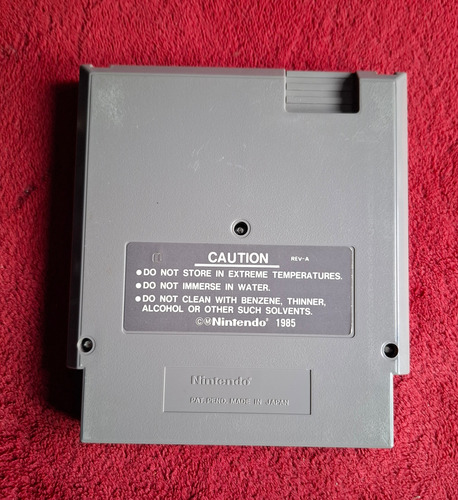 CAUTION REV-A
●DO NOT STORE IN EXTREME TEMPERATURES.
●DO NOT IMMERSE IN WATER.
●DO NOT CLEAN WITH BENZENE, THINNER,
ALCOHOL OR OTHER SUCH SOLVENTS.
©ⓂNintendo® 1985
Nintendo®
PAT. PEND. MADE IN JAPAN